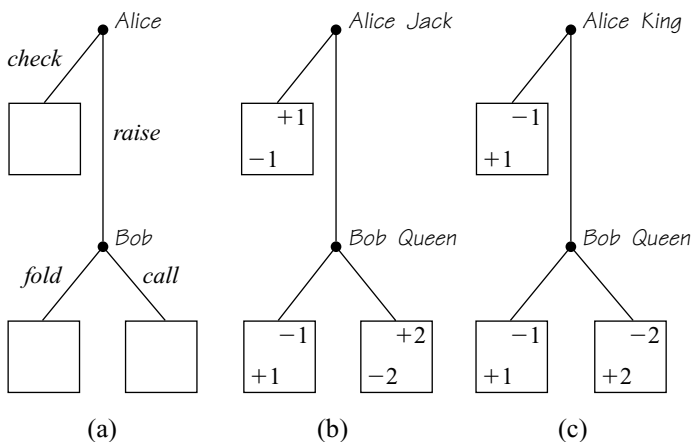 Alice
check
raise
Bob
fold
call
(a)
Alice Jack
+1
−1
Bob Queen
−1
+1
+2
−2
(b)
Alice King
−1
+1
Bob Queen
−1
+1
−2
+2
(c)